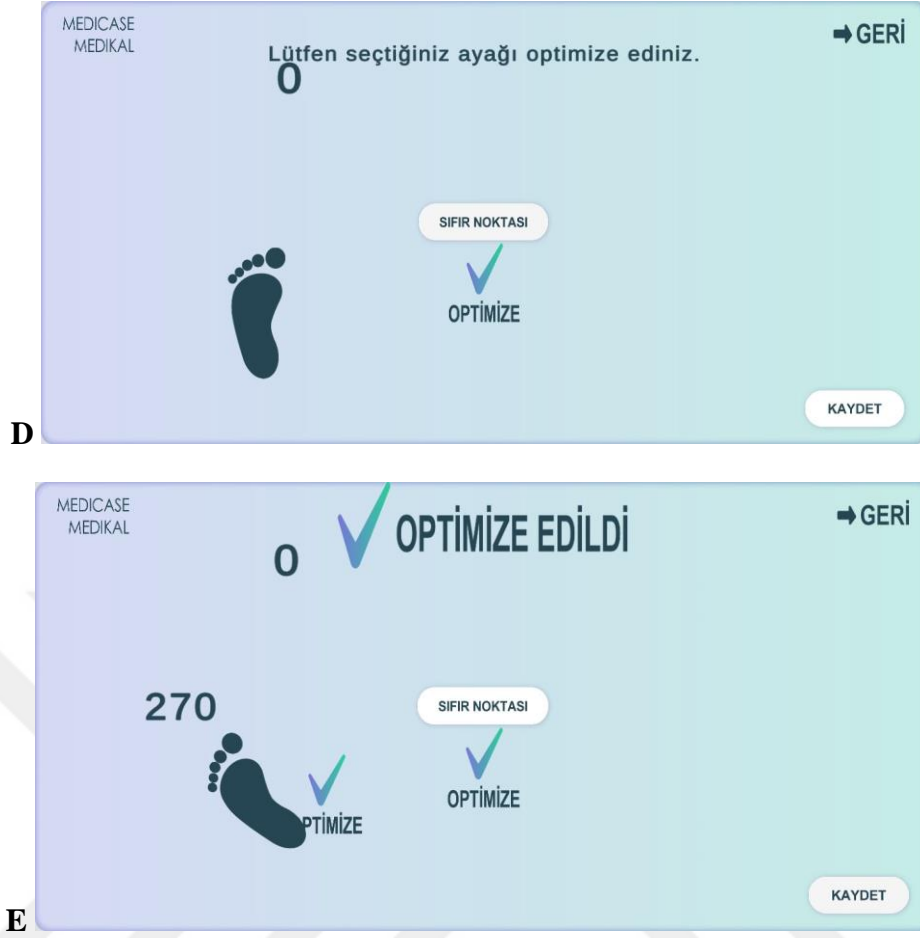 MEDICASE
MEDIKAL
GERİ
Lütfen seçtiğiniz ayağı optimize ediniz.
0
SIFIR NOKTASI
OPTİMİZE
KAYDET
D
MEDICASE
MEDIKAL
OPTİMİZE EDİLDİ
GERİ
0
270
SIFIR NOKTASI
OPTİMİZE
PTİMİZE
KAYDET
E